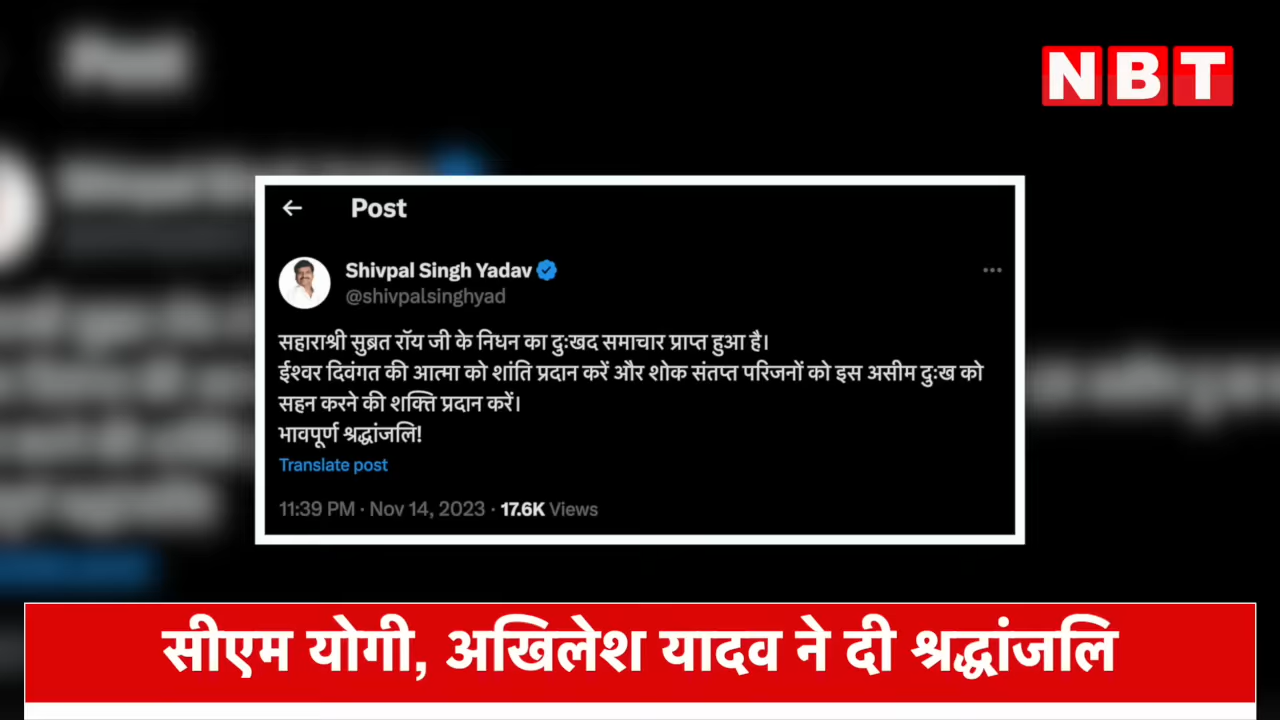 NBT
Post
Shivpal Singh Yadav
@shivpalsinghyad
सहाराश्री सुब्रत रॉय जी के निधन का दुःखद समाचार प्राप्त हुआ है।
ईश्वर दिवंगत की आत्मा को शांति प्रदान करें और शोक संतप्त परिजनों को इस असीम दुःख को
सहन करने की शक्ति प्रदान करें।
भावपूर्ण श्रद्धांजलि!
Translate post
11:39 PM · Nov 14, 2023 · 17.6K Views
सीएम योगी, अखिलेश यादव ने दी श्रद्धांजलि